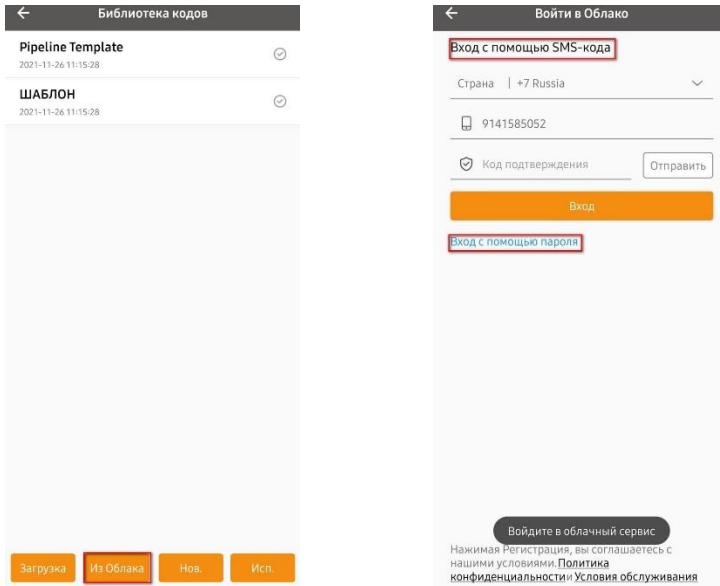 Библиотека кодов
Pipeline Template
2021-11-26 11:15:28
ШАБЛОН
2021-11-26 11:15:28
Загрузка
Из Облака
Нов.
Исп.
Войти в Облако
Вход с помощью SMS-кода
Страна | +7 Russia
9141585052
Код подтверждения
Отправить
Вход
Вход с помощью пароля
Войдите в облачный сервис
Нажимая Регистрация, вы соглашаетесь с
нашими условиями.Политика
конфиденциальностии Условия обслуживания